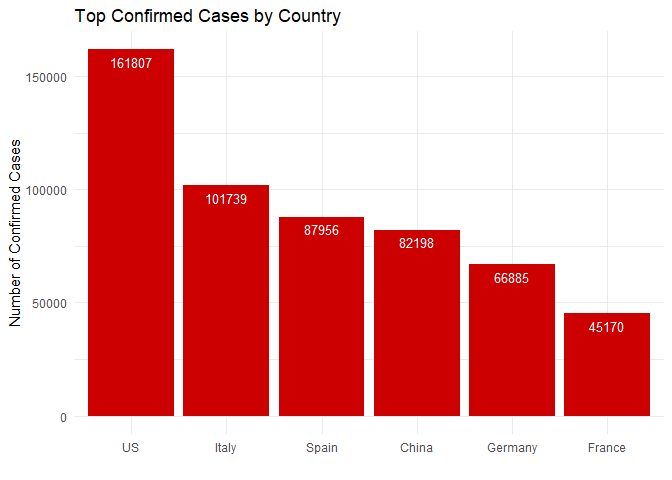 Top Confirmed Cases by Country
Number of Confirmed Cases
150000
100000
50000
0
161807
101739
87956
82198
66885
45170
US
Italy
Spain
China
Germany
France